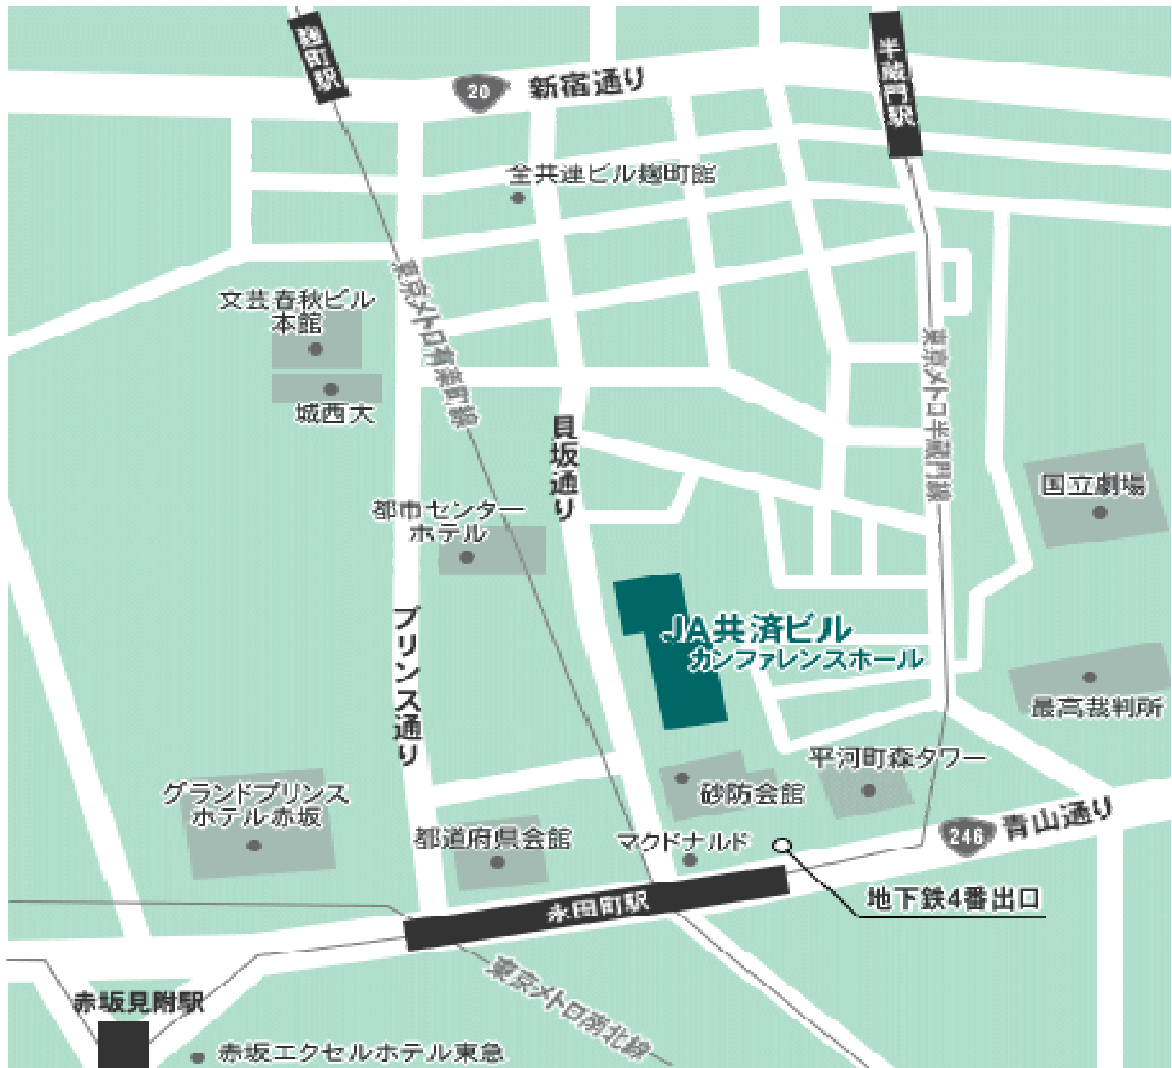 麹町駅
半蔵門駅
20
新宿通り
全共連ビル麹町館
東京メトロ有楽町線
文芸春秋ビル
本館
城西大
東京メトロ半蔵門線
貝坂通り
国立劇場
都市センター
ホテル
プリンス通り
JA共済ビル
カンファレンスホール
最高裁判所
平河町森タワー
グランドプリンス
ホテル赤坂
砂防会館
都道府県会館
マクドナルド
246
青山通り
地下鉄4番出口
永田町駅
東京メトロ南北線
赤坂見附駅
赤坂エクセルホテル東急